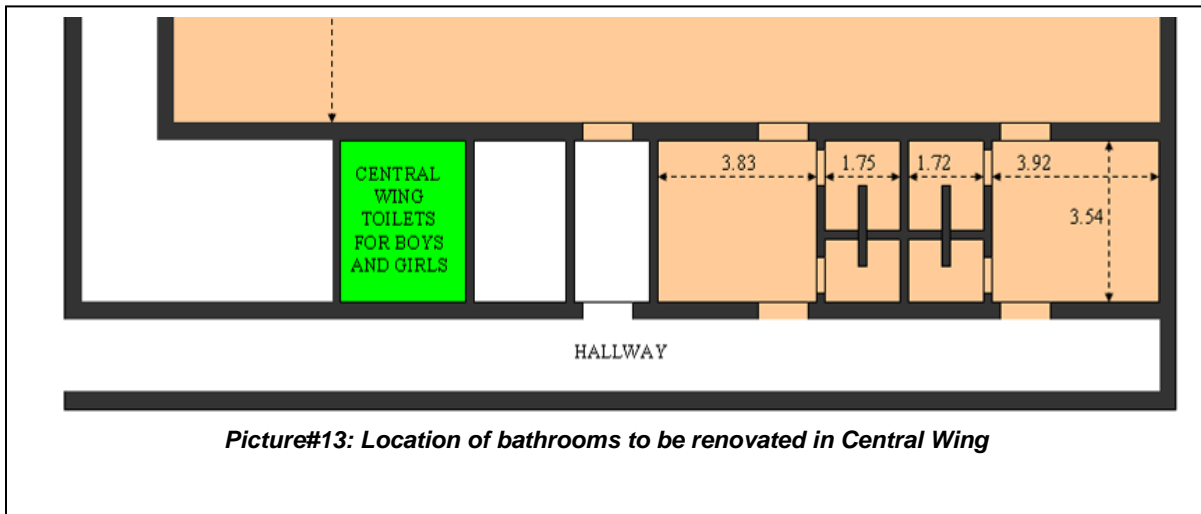 3.83
1.75
1.72
3.92
CENTRAL
WING
TOILETS
FOR BOYS
AND GIRLS
3.54
HALLWAY
Picture#13: Location of bathrooms to be renovated in Central Wing